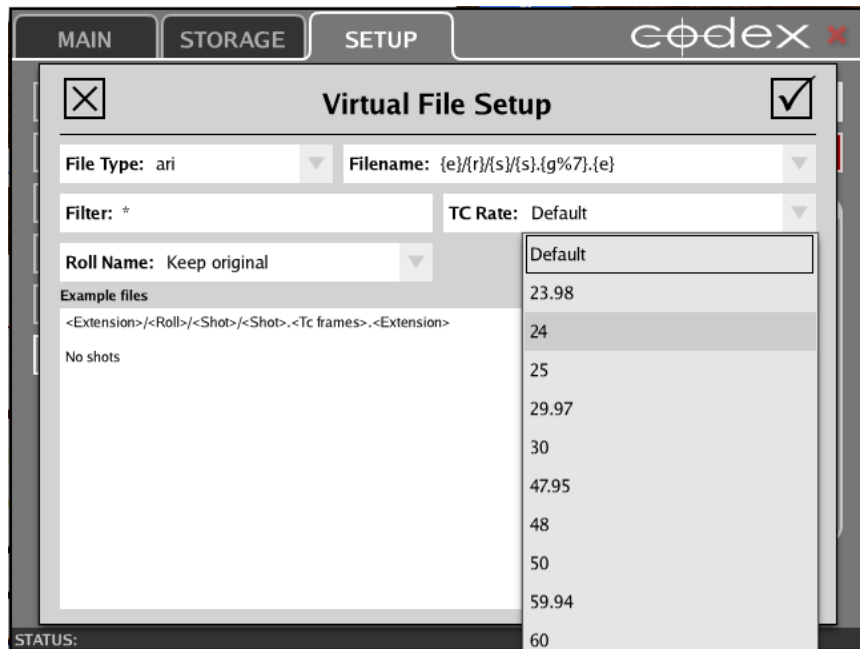 MAIN STORAGE SETUP codex
Virtual File Setup
File Type: ari Filename: {e}/{r}/{s}/{s}.{g%7}.{e}
Filter: * TC Rate: Default
Roll Name: Keep original
Default
23.98
24
25
29.97
30
47.95
48
50
59.94
60
Example files
<Extension>/<Roll>/<Shot>/<Shot>.<Tc frames>.<Extension>
No shots
STATUS: